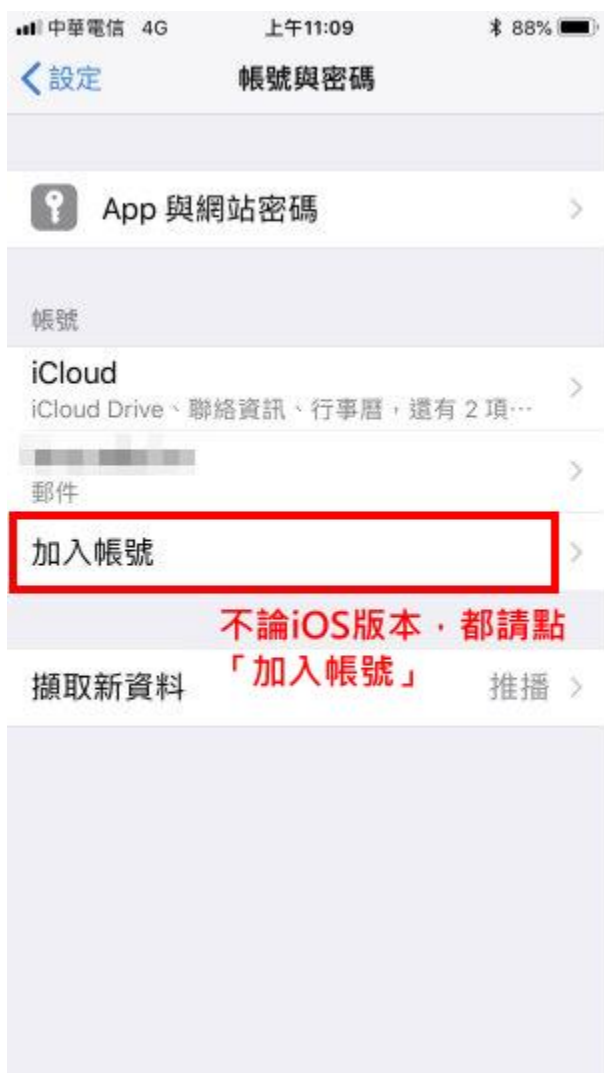 中華電信 4G 上午11:09 88%
設定 帳號與密碼
App 與網站密碼
帳號
iCloud
iCloud Drive、聯絡資訊、行事曆，還有 2 項…
郵件
加入帳號
不論iOS版本，都請點
「加入帳號」
擷取新資料 推播